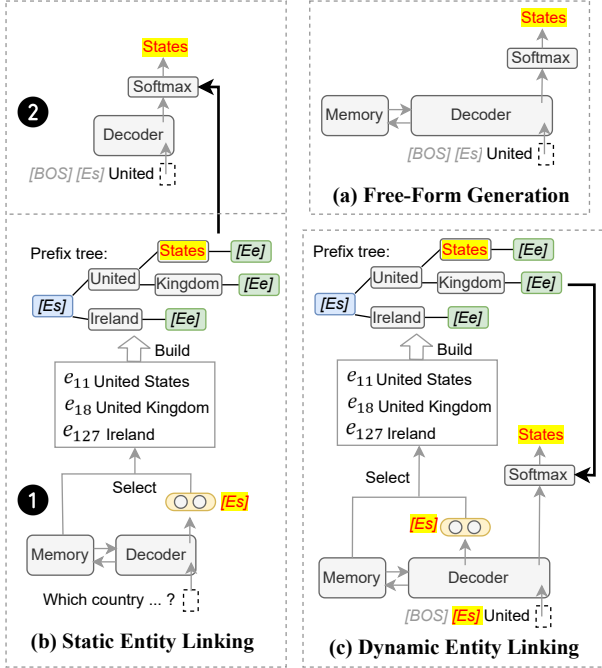 States
Softmax
2
Decoder
[BOS] [Es] United
Prefix tree:
States
[Ee]
United
Kingdom
[Ee]
[Es]
Ireland
[Ee]
Build
e11 United States
e18 United Kingdom
e127 Ireland
Select
1
[Es]
Memory
Decoder
Which country ... ?
(b) Static Entity Linking
States
Softmax
Memory
Decoder
[BOS] [Es] United
(a) Free-Form Generation
Prefix tree:
States
[Ee]
United
Kingdom
[Ee]
[Es]
Ireland
[Ee]
Build
e11 United States
e18 United Kingdom
e127 Ireland
States
Select
Softmax
[Es]
Memory
Decoder
[BOS] [Es] United
(c) Dynamic Entity Linking